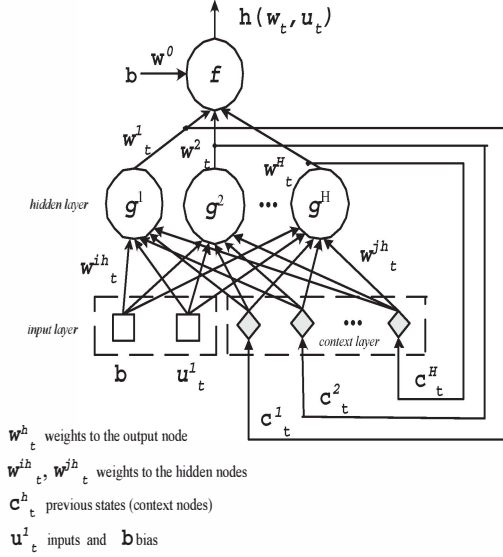 h(w_t, u_t)
w^0
b f
w^1_t w^2_t w^H_t
hidden layer g^1 g^2 ••• g^H
w^ih_t w^jh_t
input layer •••
context layer
b u^1_t c^1_t c^2_t c^H_t
w^h_t weights to the output node
w^ih_t, w^jh_t weights to the hidden nodes
c^h_t previous states (context nodes)
u^1_t inputs and b bias